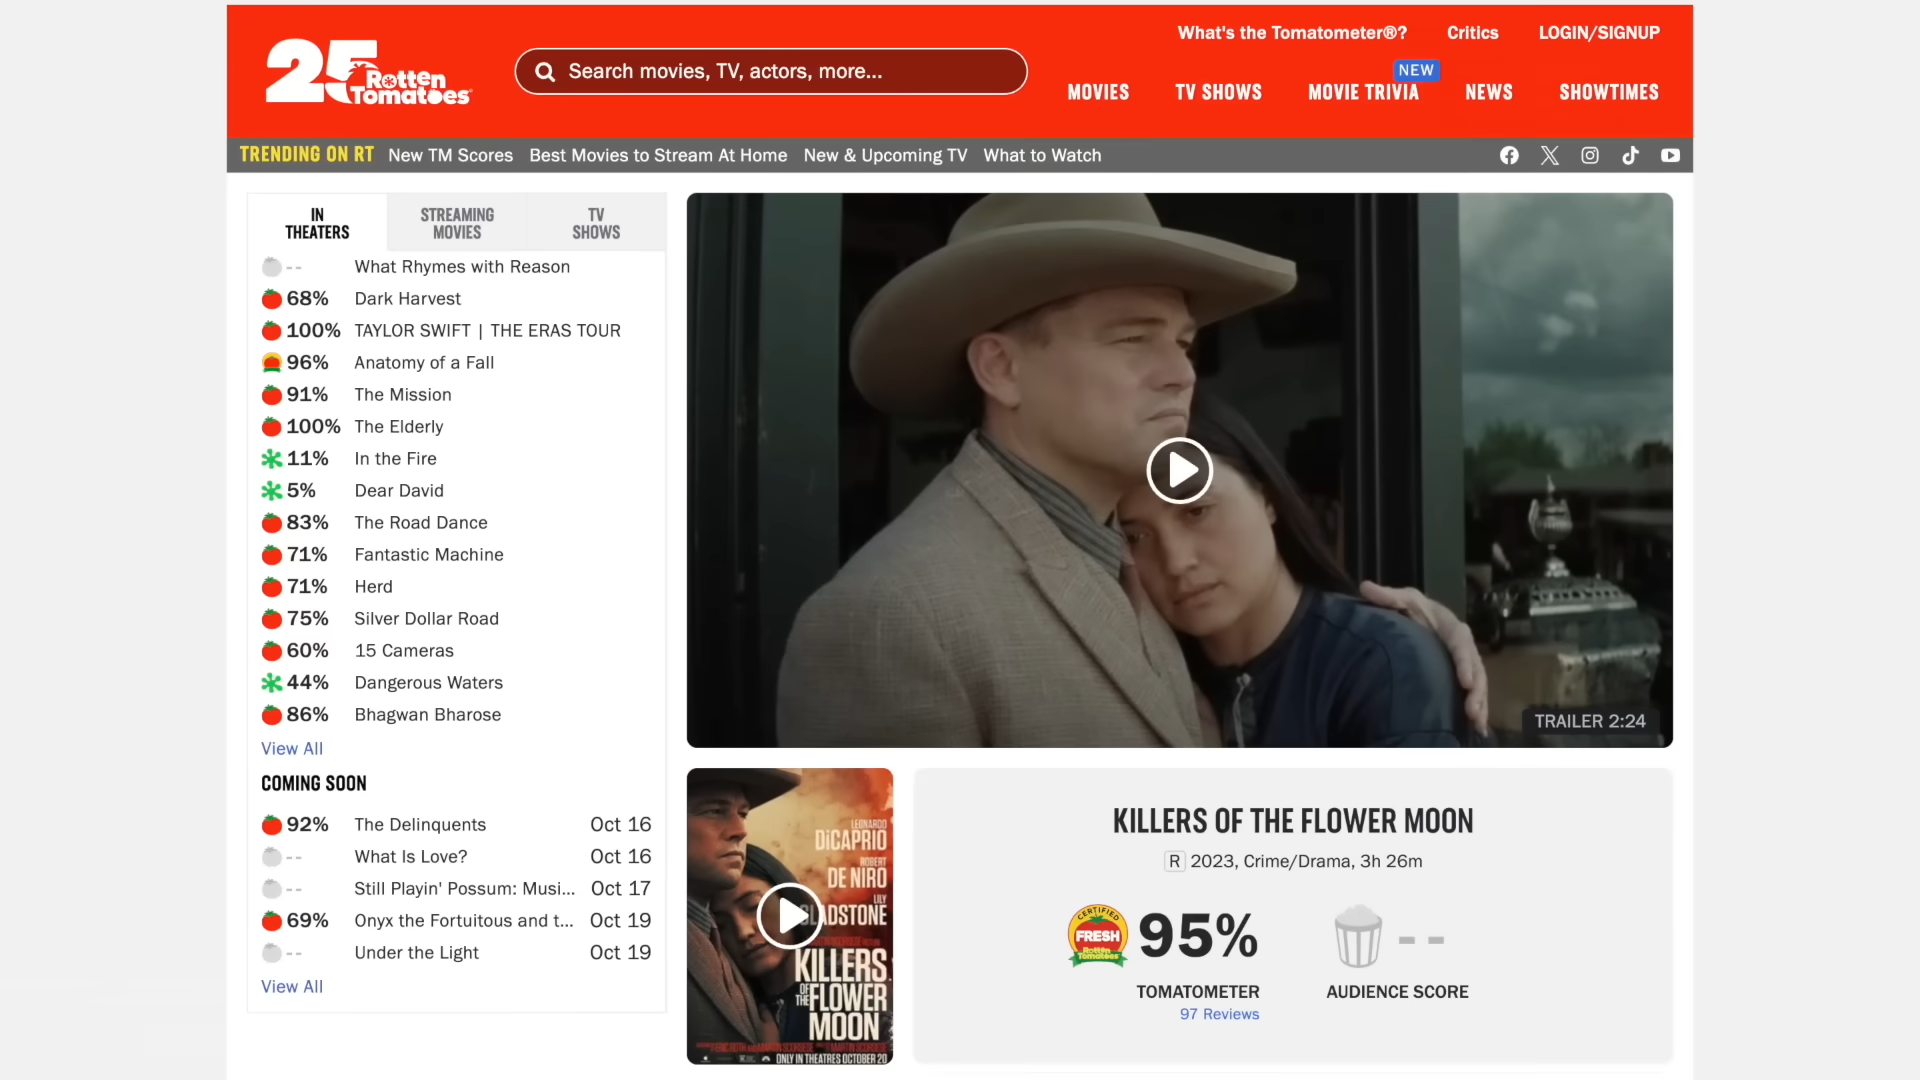 What's the Tomatometer®? Critics LOGIN/SIGNUP
25 Rotten Tomatoes
Search movies, TV, actors, more...
NEW
MOVIES TV SHOWS MOVIE TRIVIA NEWS SHOWTIMES
TRENDING ON RT New TM Scores Best Movies to Stream At Home New & Upcoming TV What to Watch
IN THEATERS
STREAMING MOVIES
TV SHOWS
-- What Rhymes with Reason
68% Dark Harvest
100% TAYLOR SWIFT | THE ERAS TOUR
96% Anatomy of a Fall
91% The Mission
100% The Elderly
11% In the Fire
5% Dear David
83% The Road Dance
71% Fantastic Machine
71% Herd
75% Silver Dollar Road
60% 15 Cameras
44% Dangerous Waters
86% Bhagwan Bharose
View All
COMING SOON
92% The Delinquents Oct 16
-- What Is Love? Oct 16
-- Still Playin' Possum: Musi... Oct 17
69% Onyx the Fortuitous and t... Oct 19
-- Under the Light Oct 19
View All
TRAILER 2:24
LEONARDO
DiCAPRIO
ROBERT
DE NIRO
LILY
GLADSTONE
KILLERS
OF THE FLOWER
MOON
ONLY IN THEATRES OCTOBER 20
KILLERS OF THE FLOWER MOON
R 2023, Crime/Drama, 3h 26m
CERTIFIED
FRESH
Rotten
Tomatoes
95%
--
TOMATOMETER
97 Reviews
AUDIENCE SCORE